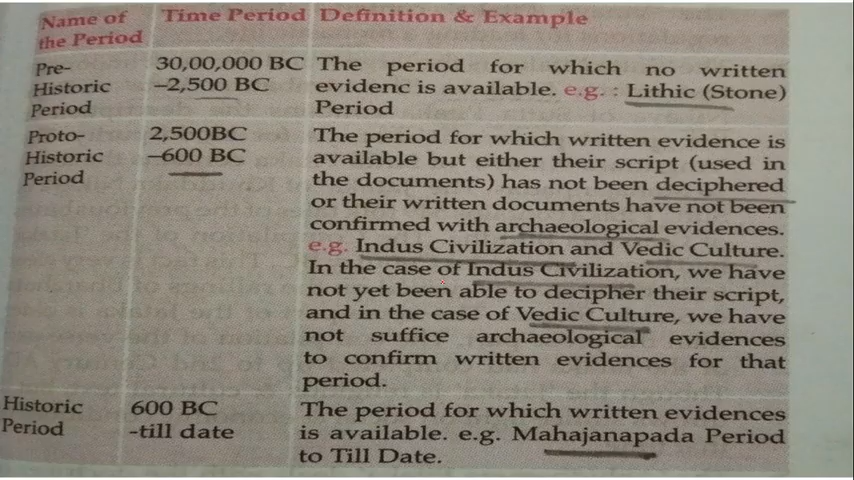 Name of the Period Time Period Definition & Example
Pre-Historic Period
30,00,000 BC
–2,500 BC
The period for which no written
evidenc is available. e.g. : Lithic (Stone)
Period
Proto-Historic Period
2,500BC
–600 BC
The period for which written evidence is
available but either their script (used in
the documents) has not been deciphered
or their written documents have not been
confirmed with archaeological evidences.
e.g. Indus Civilization and Vedic Culture.
In the case of Indus Civilization, we have
not yet been able to decipher their script,
and in the case of Vedic Culture, we have
not suffice archaeological evidences
to confirm written evidences for that
period.
Historic Period
600 BC
-till date
The period for which written evidences
is available. e.g. Mahajanapada Period
to Till Date.